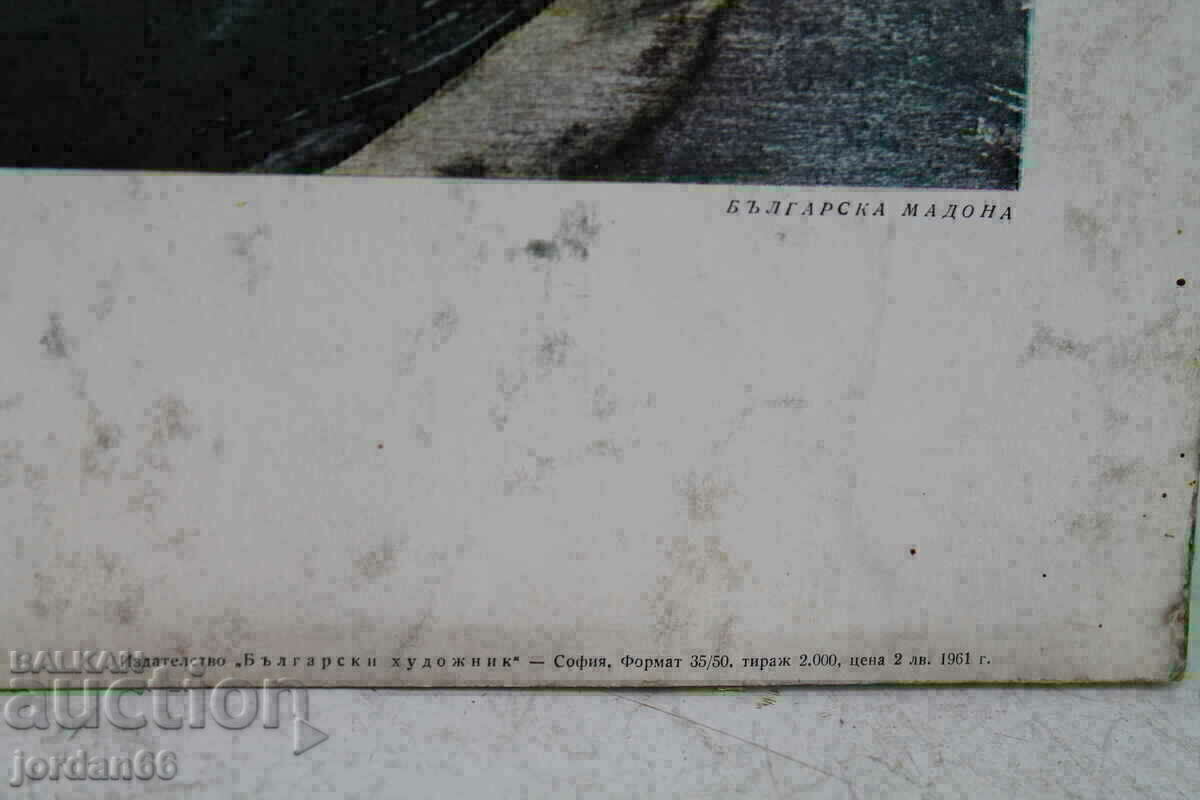 БЪЛГАРСКА МАДОНА
Издателство „Български художник“ — София. Формат 35/50, тираж 2.000, цена 2 лв. 1961 г.
BALKAN
auction
jordan66